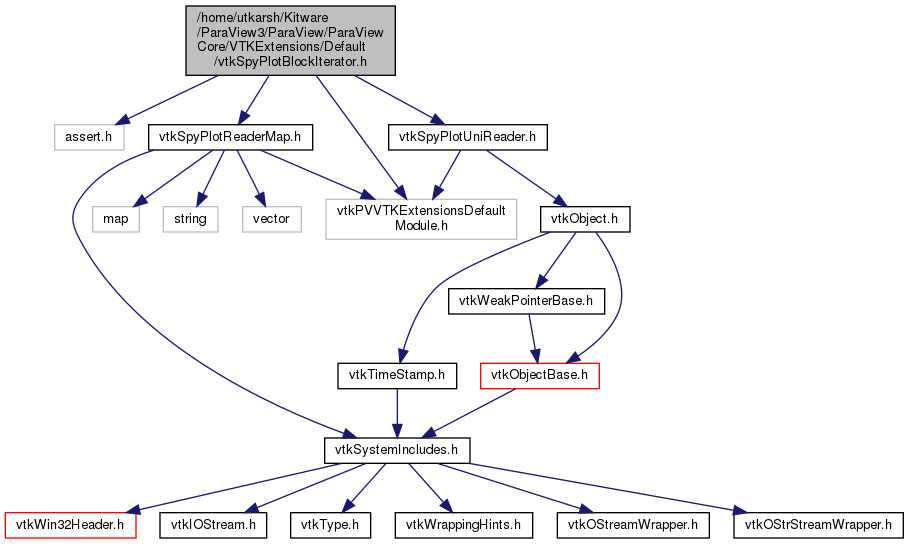 /home/utkarsh/Kitware
/ParaView3/ParaView/ParaView
Core/VTKExtensions/Default
/vtkSpyPlotBlockIterator.h
assert.h
vtkSpyPlotReaderMap.h
vtkSpyPlotUniReader.h
map
string
vector
vtkPVVTKExtensionsDefault
Module.h
vtkObject.h
vtkWeakPointerBase.h
vtkTimeStamp.h
vtkObjectBase.h
vtkSystemIncludes.h
vtkWin32Header.h
vtkIOStream.h
vtkType.h
vtkWrappingHints.h
vtkOStreamWrapper.h
vtkOStrStreamWrapper.h